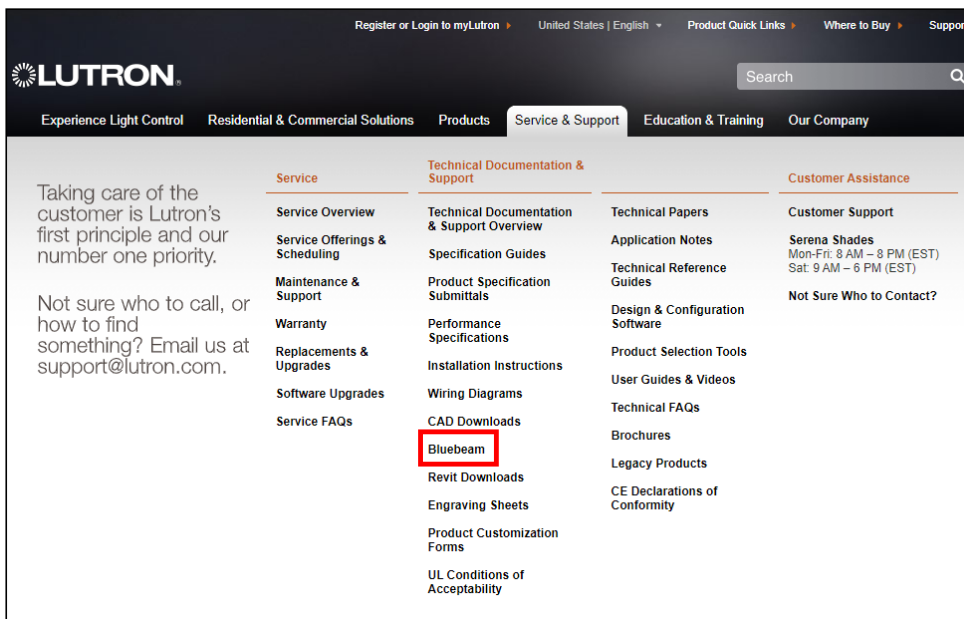 Register or Login to myLutron
United States | English
Product Quick Links
Where to Buy
Suppor
LUTRON.
Search
Experience Light Control
Residential & Commercial Solutions
Products
Service & Support
Education & Training
Our Company
Taking care of the
customer is Lutron's
first principle and our
number one priority.
Not sure who to call, or
how to find
something? Email us at
support@lutron.com.
Service
Service Overview
Service Offerings &
Scheduling
Maintenance &
Support
Warranty
Replacements &
Upgrades
Software Upgrades
Service FAQs
Technical Documentation &
Support
Technical Documentation
& Support Overview
Specification Guides
Product Specification
Submittals
Performance
Specifications
Installation Instructions
Wiring Diagrams
CAD Downloads
Bluebeam
Revit Downloads
Engraving Sheets
Product Customization
Forms
UL Conditions of
Acceptability
Technical Papers
Application Notes
Technical Reference
Guides
Design & Configuration
Software
Product Selection Tools
User Guides & Videos
Technical FAQs
Brochures
Legacy Products
CE Declarations of
Conformity
Customer Assistance
Customer Support
Serena Shades
Mon-Fri: 8 AM – 8 PM (EST)
Sat: 9 AM – 6 PM (EST)
Not Sure Who to Contact?